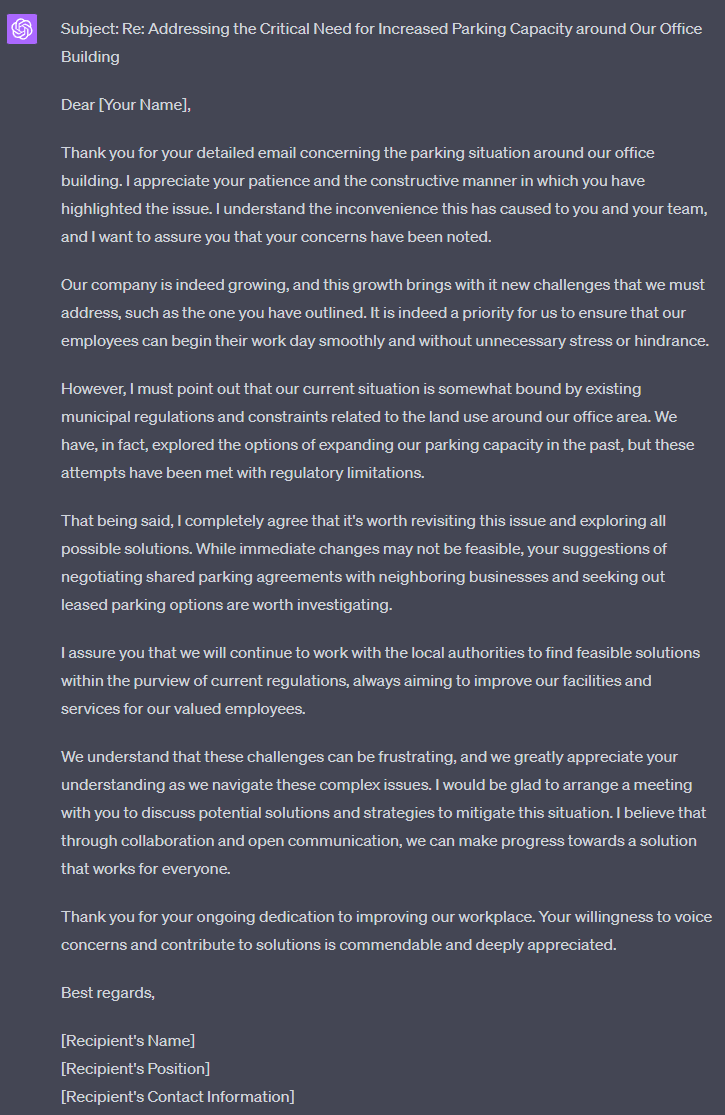 Subject: Re: Addressing the Critical Need for Increased Parking Capacity around Our Office
Building
Dear [Your Name],
Thank you for your detailed email concerning the parking situation around our office
building. I appreciate your patience and the constructive manner in which you have
highlighted the issue. I understand the inconvenience this has caused to you and your team,
and I want to assure you that your concerns have been noted.
Our company is indeed growing, and this growth brings with it new challenges that we must
address, such as the one you have outlined. It is indeed a priority for us to ensure that our
employees can begin their work day smoothly and without unnecessary stress or hindrance.
However, I must point out that our current situation is somewhat bound by existing
municipal regulations and constraints related to the land use around our office area. We
have, in fact, explored the options of expanding our parking capacity in the past, but these
attempts have been met with regulatory limitations.
That being said, I completely agree that it's worth revisiting this issue and exploring all
possible solutions. While immediate changes may not be feasible, your suggestions of
negotiating shared parking agreements with neighboring businesses and seeking out
leased parking options are worth investigating.
I assure you that we will continue to work with the local authorities to find feasible solutions
within the purview of current regulations, always aiming to improve our facilities and
services for our valued employees.
We understand that these challenges can be frustrating, and we greatly appreciate your
understanding as we navigate these complex issues. I would be glad to arrange a meeting
with you to discuss potential solutions and strategies to mitigate this situation. I believe that
through collaboration and open communication, we can make progress towards a solution
that works for everyone.
Thank you for your ongoing dedication to improving our workplace. Your willingness to voice
concerns and contribute to solutions is commendable and deeply appreciated.
Best regards,
[Recipient's Name]
[Recipient's Position]
[Recipient's Contact Information]